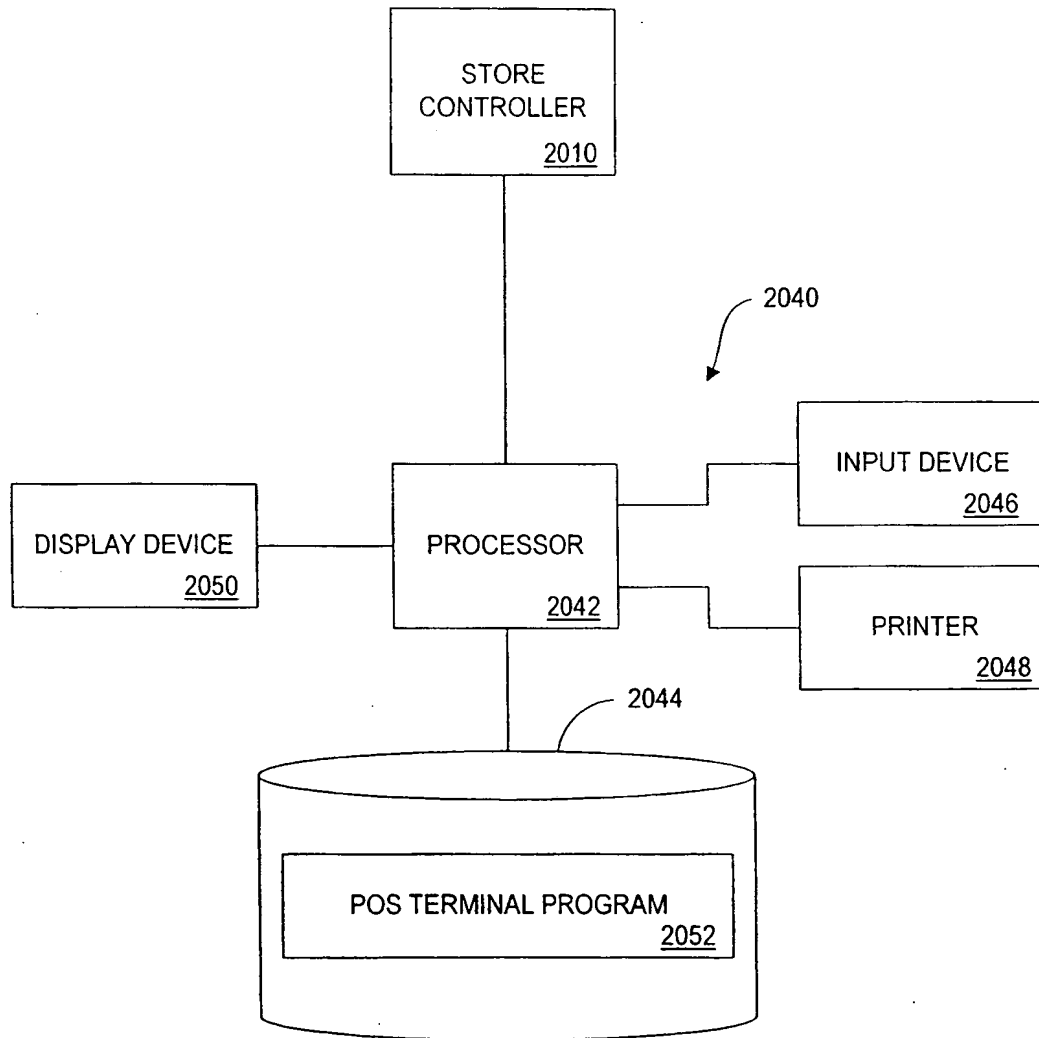 STORE
CONTROLLER
2010
2040
INPUT DEVICE
2046
DISPLAY DEVICE
2050
PROCESSOR
2042
PRINTER
2048
2044
POS TERMINAL PROGRAM
2052